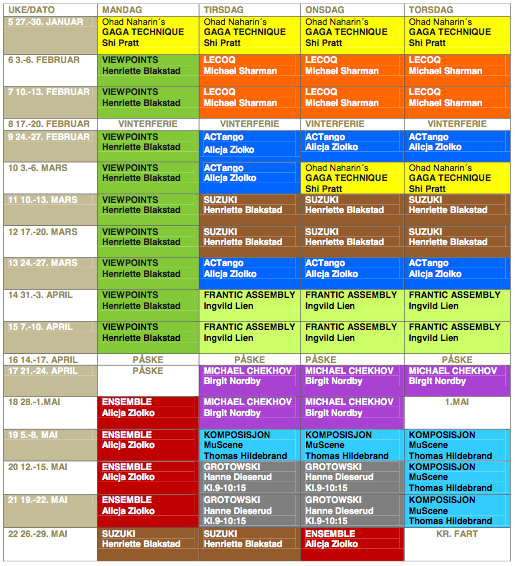 UKE/DATO MANDAG TIRSDAG ONSDAG TORSDAG
5 27.-30. JANUAR Ohad Naharin´s Ohad Naharin´s Ohad Naharin´s Ohad Naharin´s
GAGA TECHNIQUE GAGA TECHNIQUE GAGA TECHNIQUE GAGA TECHNIQUE
Shi Pratt Shi Pratt Shi Pratt Shi Pratt
6 3.-6. FEBRUAR VIEWPOINTS LECOQ LECOQ LECOQ
Henriette Blakstad Michael Sharman Michael Sharman Michael Sharman
7 10.-13. FEBRUAR VIEWPOINTS LECOQ LECOQ LECOQ
Henriette Blakstad Michael Sharman Michael Sharman Michael Sharman
8 17.-20. FEBRUAR VINTERFERIE VINTERFERIE VINTERFERIE VINTERFERIE
9 24.-27. FEBRUAR VIEWPOINTS ACTango ACTango ACTango
Henriette Blakstad Alicja Ziolko Alicja Ziolko Alicja Ziolko
10 3.-6. MARS VIEWPOINTS ACTango Ohad Naharin´s Ohad Naharin´s
Henriette Blakstad Alicja Ziolko GAGA TECHNIQUE GAGA TECHNIQUE
Shi Pratt Shi Pratt
11 10.-13. MARS VIEWPOINTS SUZUKI SUZUKI SUZUKI
Henriette Blakstad Henriette Blakstad Henriette Blakstad Henriette Blakstad
12 17.-20. MARS VIEWPOINTS SUZUKI SUZUKI SUZUKI
Henriette Blakstad Henriette Blakstad Henriette Blakstad Henriette Blakstad
13 24.-27. MARS VIEWPOINTS ACTango ACTango ACTango
Henriette Blakstad Alicja Ziolko Alicja Ziolko Alicja Ziolko
14 31.-3. APRIL VIEWPOINTS FRANTIC ASSEMBLY FRANTIC ASSEMBLY FRANTIC ASSEMBLY
Henriette Blakstad Ingvild Lien Ingvild Lien Ingvild Lien
15 7.-10. APRIL VIEWPOINTS FRANTIC ASSEMBLY FRANTIC ASSEMBLY FRANTIC ASSEMBLY
Henriette Blakstad Ingvild Lien Ingvild Lien Ingvild Lien
16 14.-17. APRIL PÅSKE PÅSKE PÅSKE PÅSKE
17 21.-24. APRIL PÅSKE MICHAEL CHEKHOV MICHAEL CHEKHOV MICHAEL CHEKHOV
Birgit Nordby Birgit Nordby Birgit Nordby
18 28.-1.MAI ENSEMBLE MICHAEL CHEKHOV MICHAEL CHEKHOV 1.MAI
Alicja Ziolko Birgit Nordby Birgit Nordby
19 5.-8. MAI ENSEMBLE KOMPOSISJON KOMPOSISJON KOMPOSISJON
Alicja Ziolko MuScene MuScene MuScene
Thomas Hildebrand Thomas Hildebrand Thomas Hildebrand
20 12.-15. MAI ENSEMBLE GROTOWSKI GROTOWSKI KOMPOSISJON
Alicja Ziolko Hanne Dieserud Hanne Dieserud MuScene
Kl.9-10:15 Kl.9-10:15 Thomas Hildebrand
21 19.-22. MAI ENSEMBLE GROTOWSKI GROTOWSKI KOMPOSISJON
Alicja Ziolko Hanne Dieserud Hanne Dieserud MuScene
Kl.9-10:15 Kl.9-10:15 Thomas Hildebrand
22 26.-29. MAI SUZUKI SUZUKI ENSEMBLE KR. FART
Henriette Blakstad Henriette Blakstad Alicja Ziolko